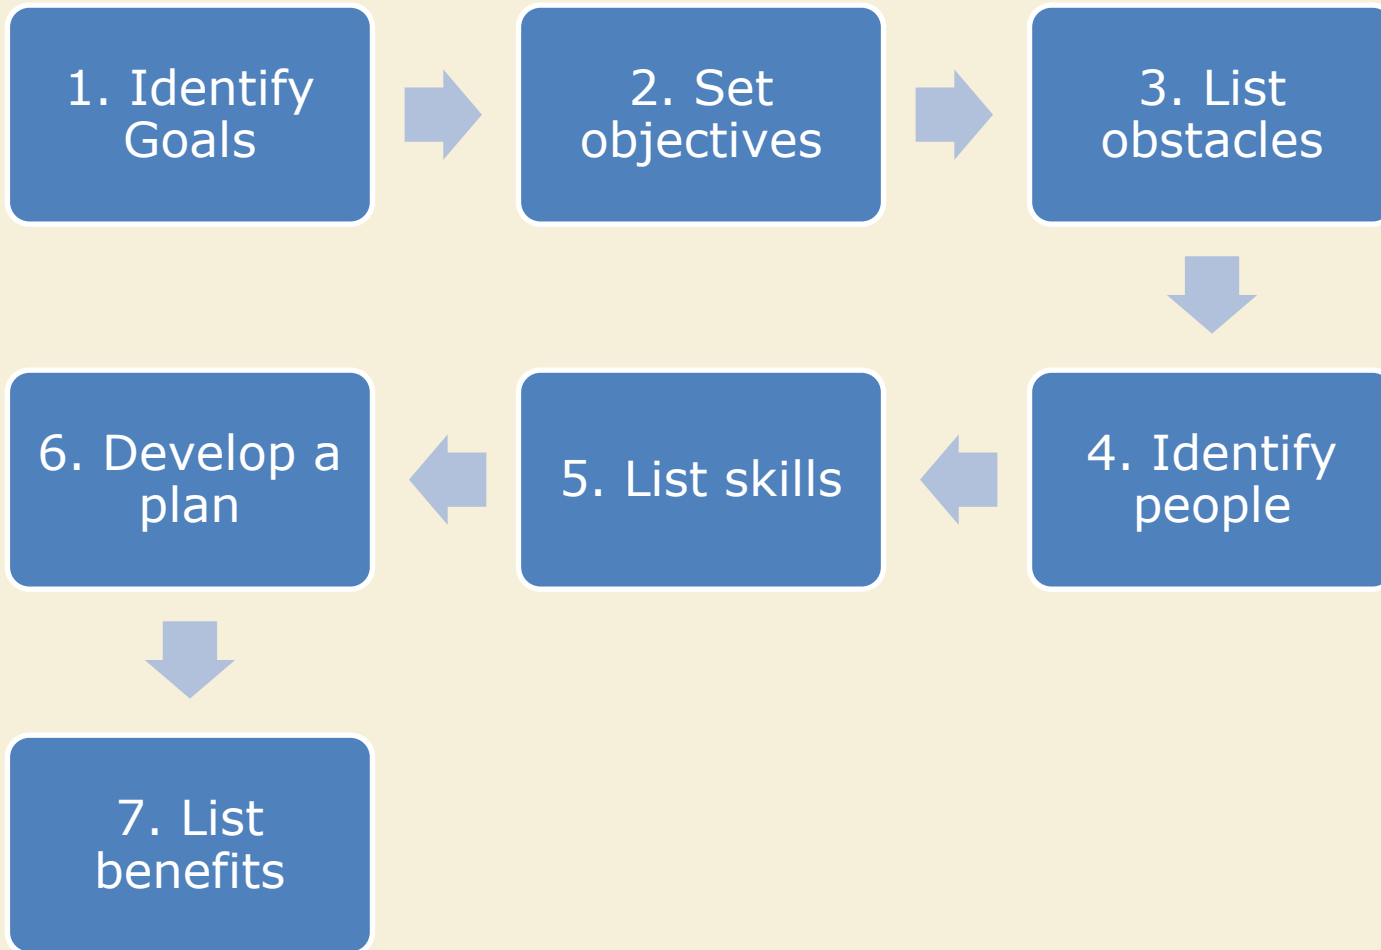 1. Identify
Goals
2. Set
objectives
3. List
obstacles
4. Identify
people
5. List skills
6. Develop a
plan
7. List
benefits